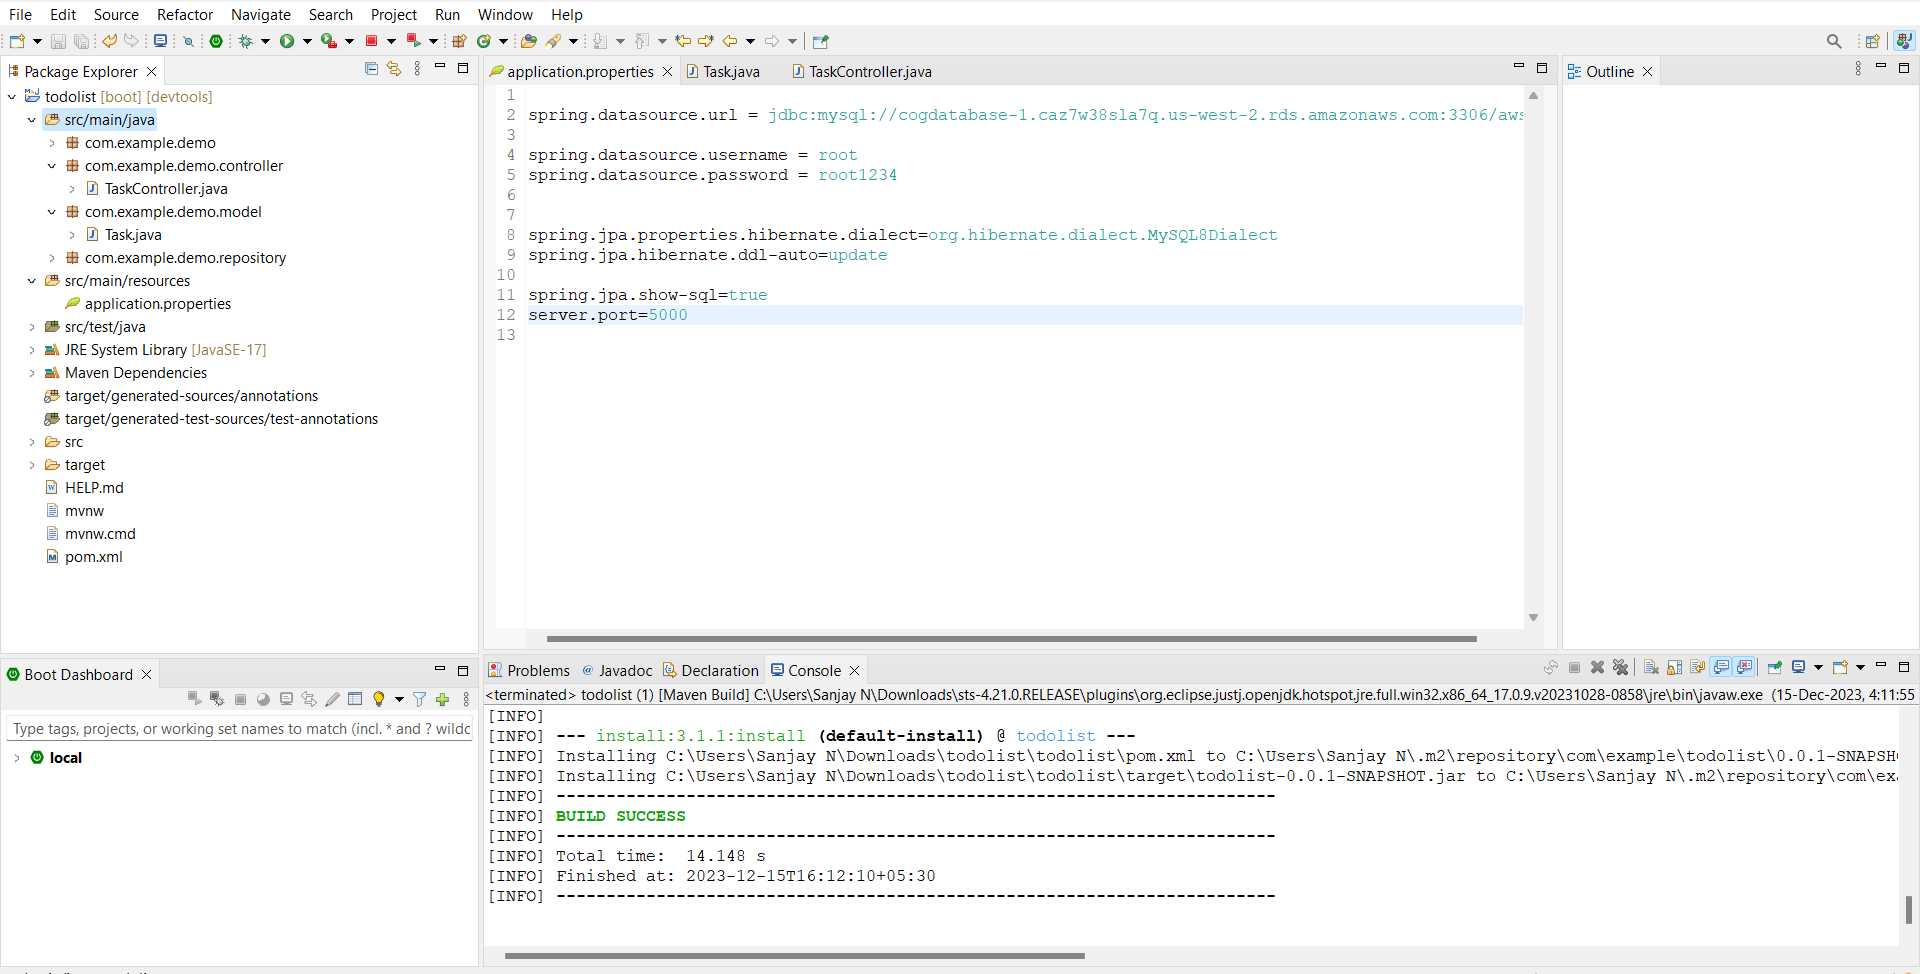 File Edit Source Refactor Navigate Search Project Run Window Help
Package Explorer
todolist [boot] [devtools]
src/main/java
com.example.demo
com.example.demo.controller
TaskController.java
com.example.demo.model
Task.java
com.example.demo.repository
src/main/resources
application.properties
src/test/java
JRE System Library [JavaSE-17]
Maven Dependencies
target/generated-sources/annotations
target/generated-test-sources/test-annotations
src
target
HELP.md
mvnw
mvnw.cmd
pom.xml
application.properties Task.java TaskController.java
1
2 spring.datasource.url = jdbc:mysql://cogdatabase-1.caz7w38sla7q.us-west-2.rds.amazonaws.com:3306/aws
3
4 spring.datasource.username = root
5 spring.datasource.password = root1234
6
7
8 spring.jpa.properties.hibernate.dialect=org.hibernate.dialect.MySQL8Dialect
9 spring.jpa.hibernate.ddl-auto=update
10
11 spring.jpa.show-sql=true
12 server.port=5000
13
Outline
Boot Dashboard
Type tags, projects, or working set names to match (incl. * and ? wildc
local
Problems Javadoc Declaration Console
<terminated> todolist (1) [Maven Build] C:\Users\Sanjay N\Downloads\sts-4.21.0.RELEASE\plugins\org.eclipse.justj.openjdk.hotspot.jre.full.win32.x86_64_17.0.9.v20231028-0858\jre\bin\javaw.exe (15-Dec-2023, 4:11:55
[INFO]
[INFO] --- install:3.1.1:install (default-install) @ todolist ---
[INFO] Installing C:\Users\Sanjay N\Downloads\todolist\todolist\pom.xml to C:\Users\Sanjay N\.m2\repository\com\example\todolist\0.0.1-SNAPSH
[INFO] Installing C:\Users\Sanjay N\Downloads\todolist\todolist\target\todolist-0.0.1-SNAPSHOT.jar to C:\Users\Sanjay N\.m2\repository\com\exa
[INFO] ------------------------------------------------------------------------
[INFO] BUILD SUCCESS
[INFO] ------------------------------------------------------------------------
[INFO] Total time: 14.148 s
[INFO] Finished at: 2023-12-15T16:12:10+05:30
[INFO] ------------------------------------------------------------------------